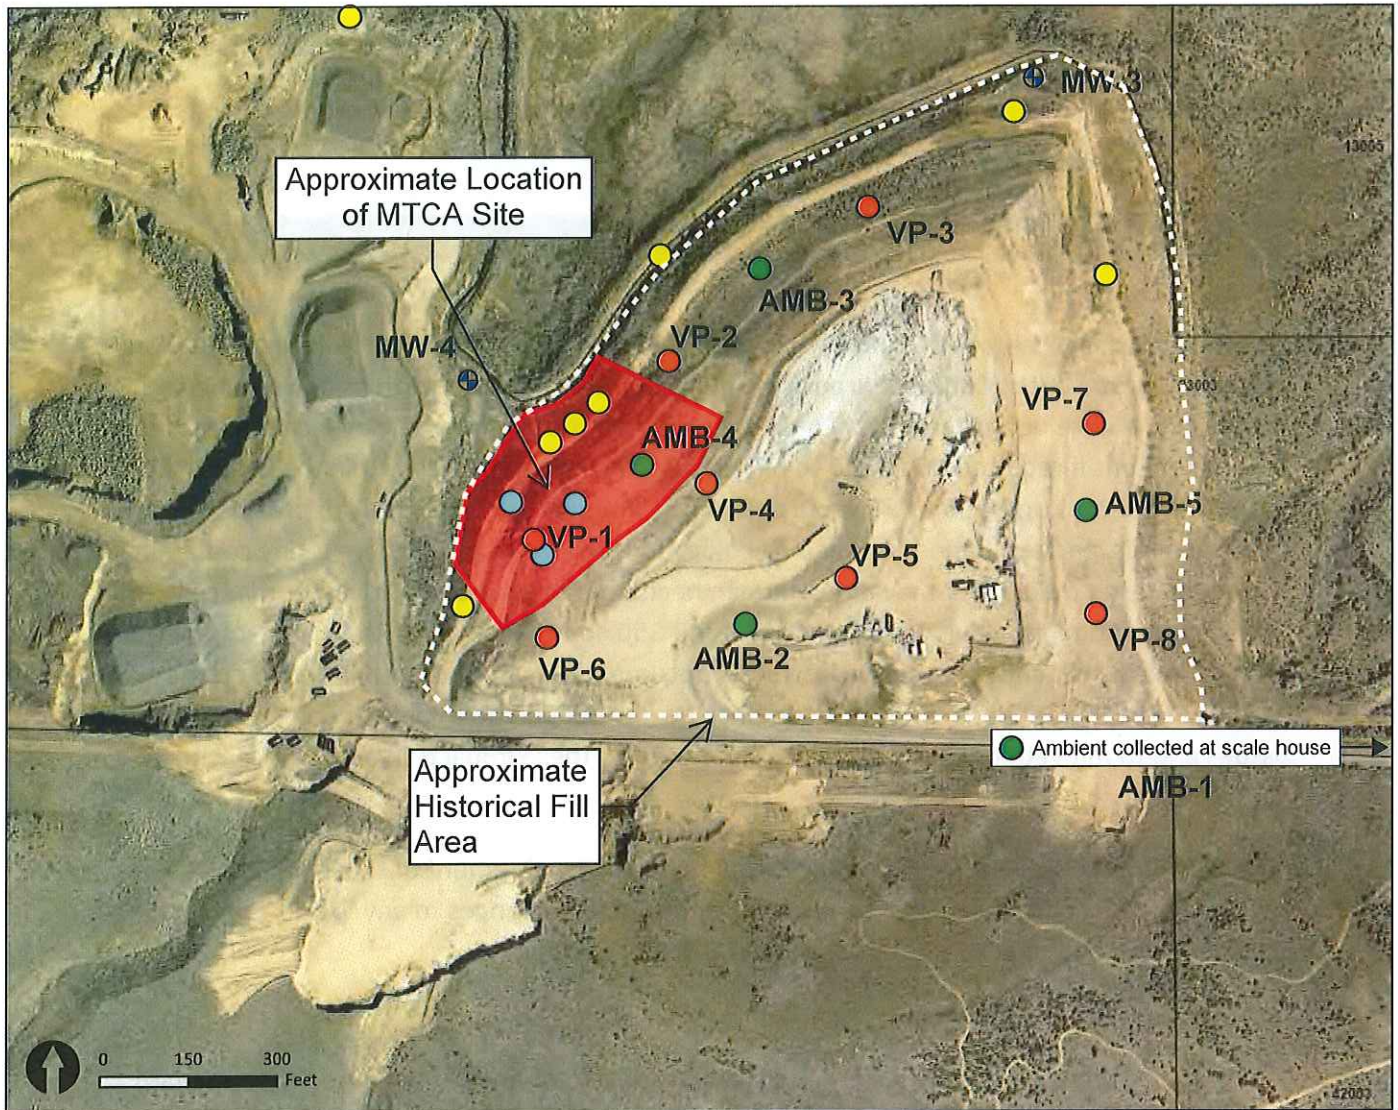 MW-3
13005
Approximate Location
of MTCA Site
VP-3
AMB-3
VP-2
MW-4
VP-7
AMB-4
VP-4
AMB-5
VP-1
VP-5
VP-8
AMB-2
VP-6
Ambient collected at scale house
AMB-1
Approximate
Historical Fill
Area
0 150 300
Feet